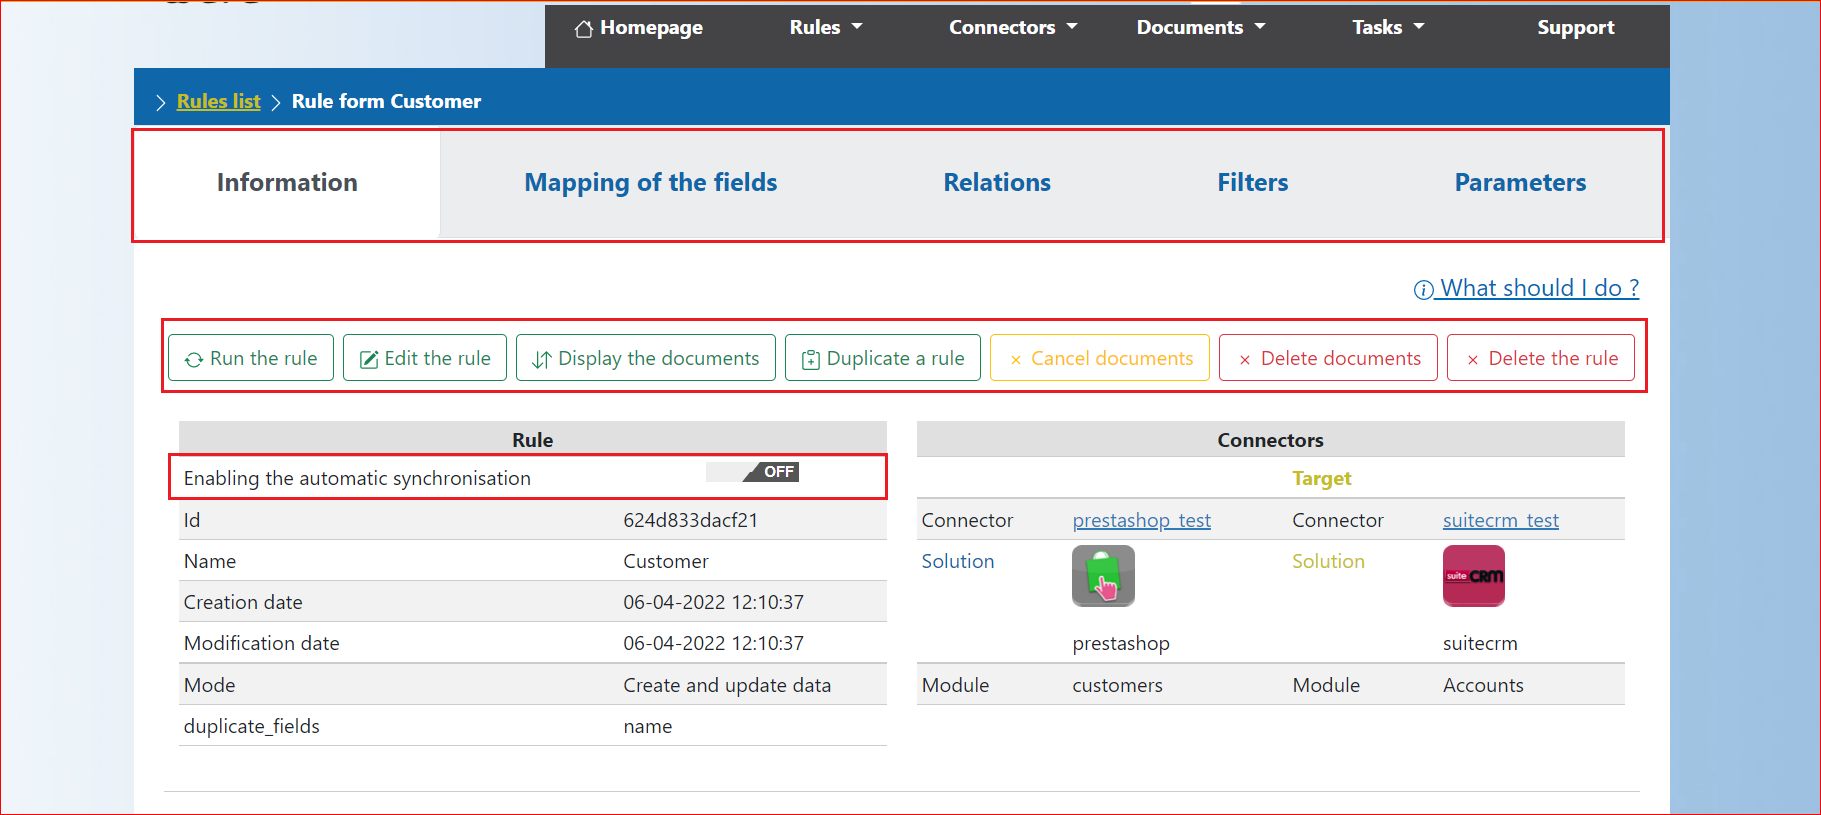 Homepage Rules Connectors Documents Tasks Support
Rules list Rule form Customer
Information Mapping of the fields Relations Filters Parameters
What should I do ?
Run the rule Edit the rule Display the documents Duplicate a rule Cancel documents Delete documents Delete the rule
Rule
Enabling the automatic synchronisation OFF
Id 624d833dacf21
Name Customer
Creation date 06-04-2022 12:10:37
Modification date 06-04-2022 12:10:37
Mode Create and update data
duplicate_fields name
Connectors
Target
Connector prestashop_test Connector suitecrm_test
Solution Solution
suite CRM
prestashop suitecrm
Module customers Module Accounts